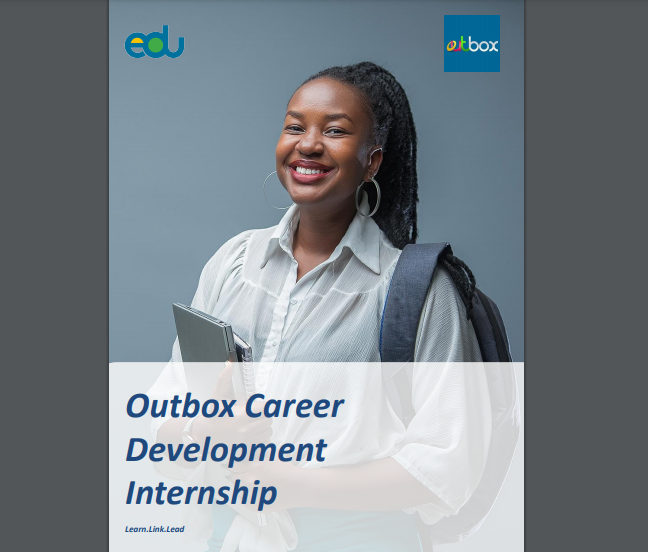 edu
outbox
Outbox Career
Development
Internship
Learn.Link.Lead